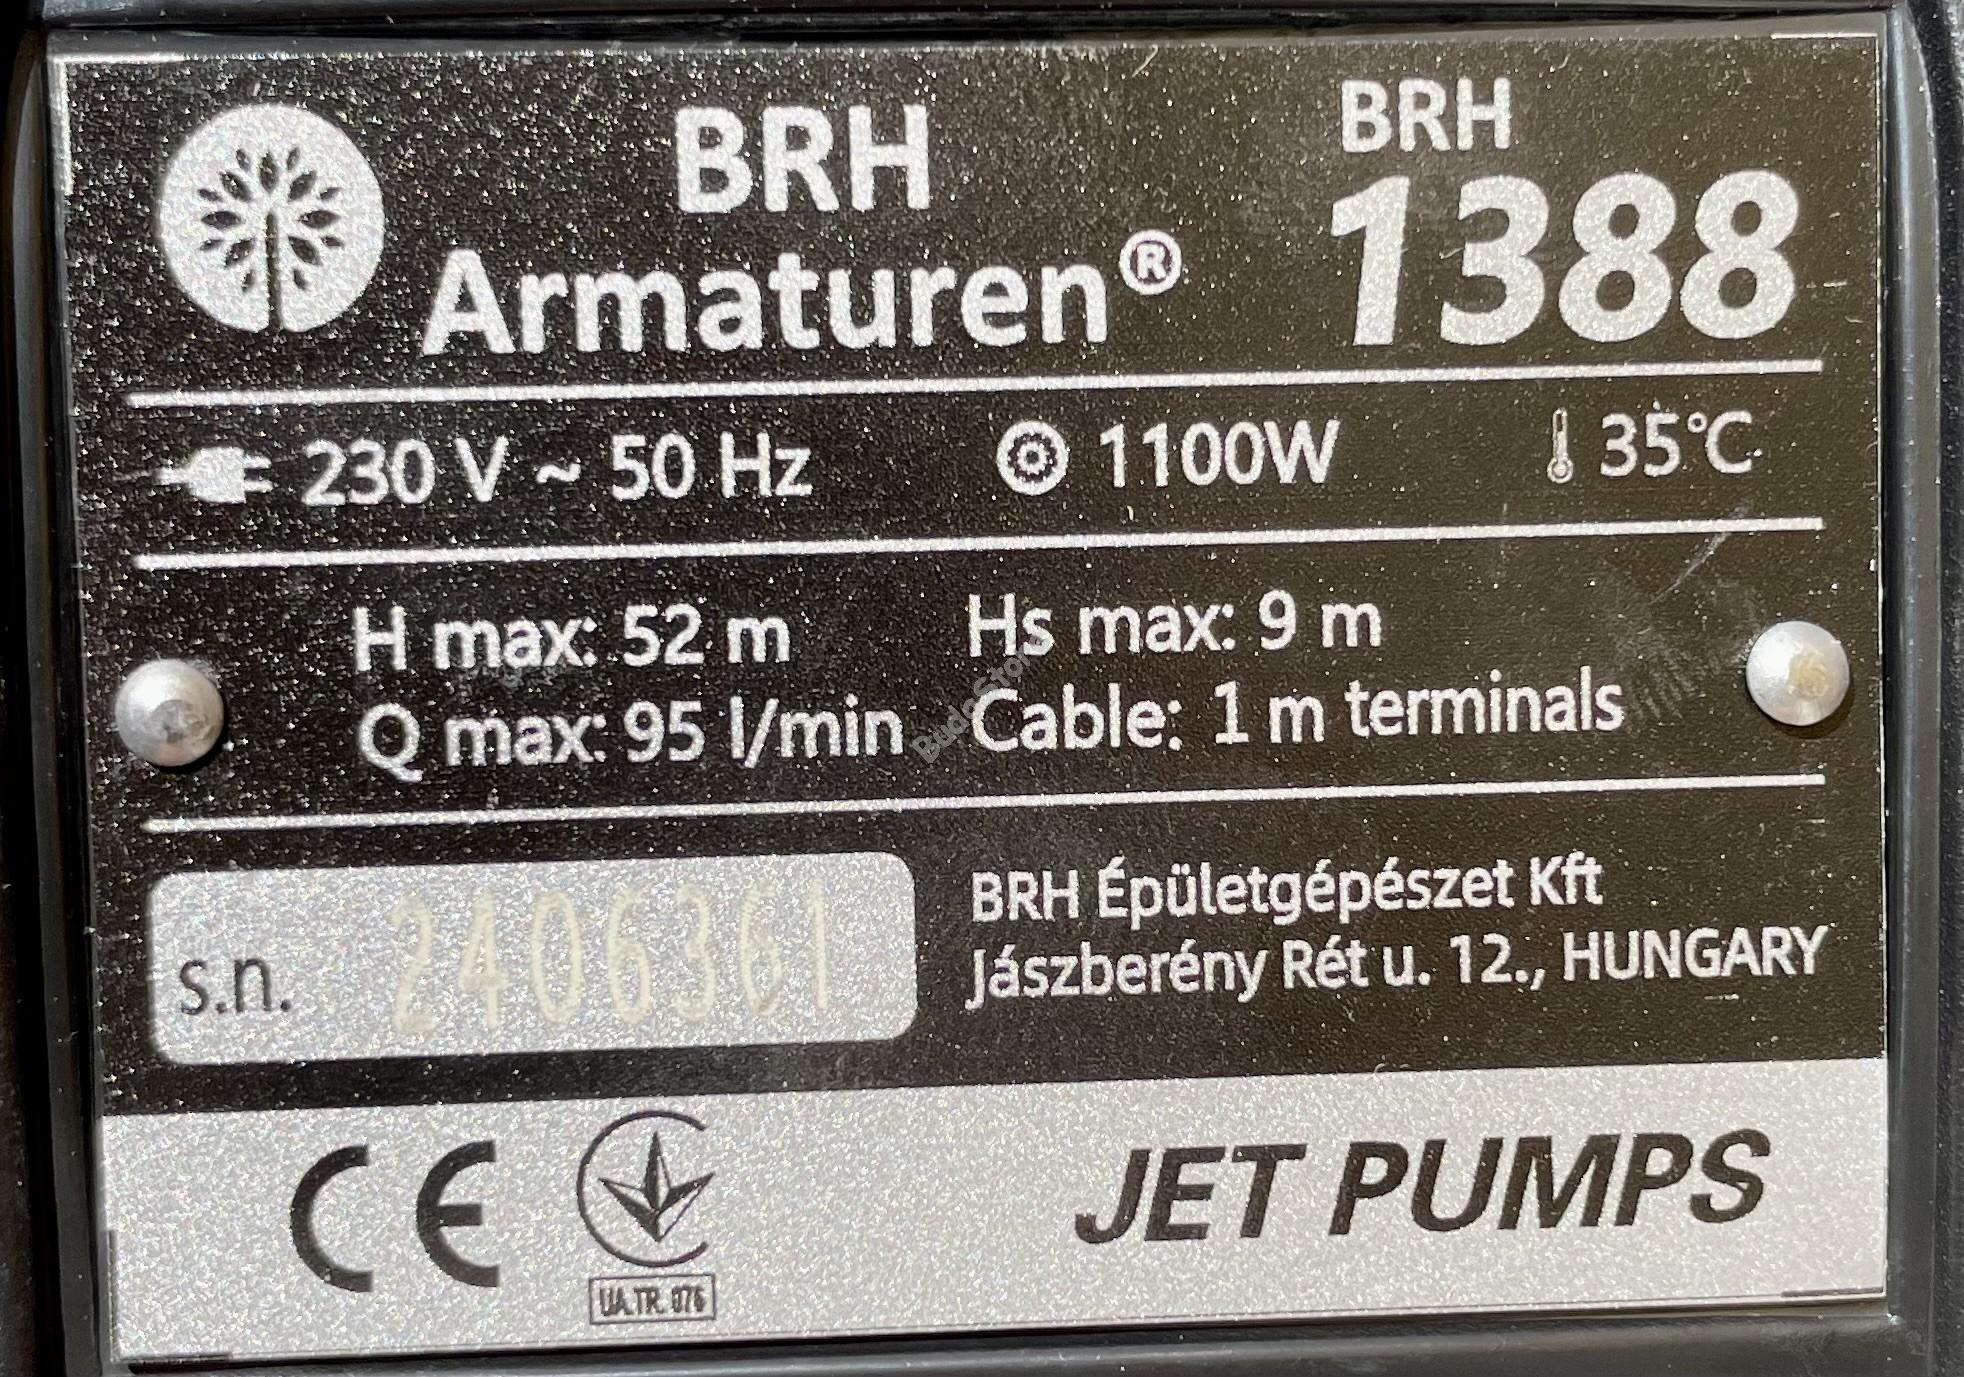 BRH
Armaturen®
BRH
1388
230 V ~ 50 Hz
1100W
35°C
H max: 52 m
Hs max: 9 m
Q max: 95 l/min
Cable: 1 m terminals
s.n. 2406361
BRH Épületgépészet Kft
Jászberény Rét u. 12., HUNGARY
CE
UA.TR. 076
JET PUMPS